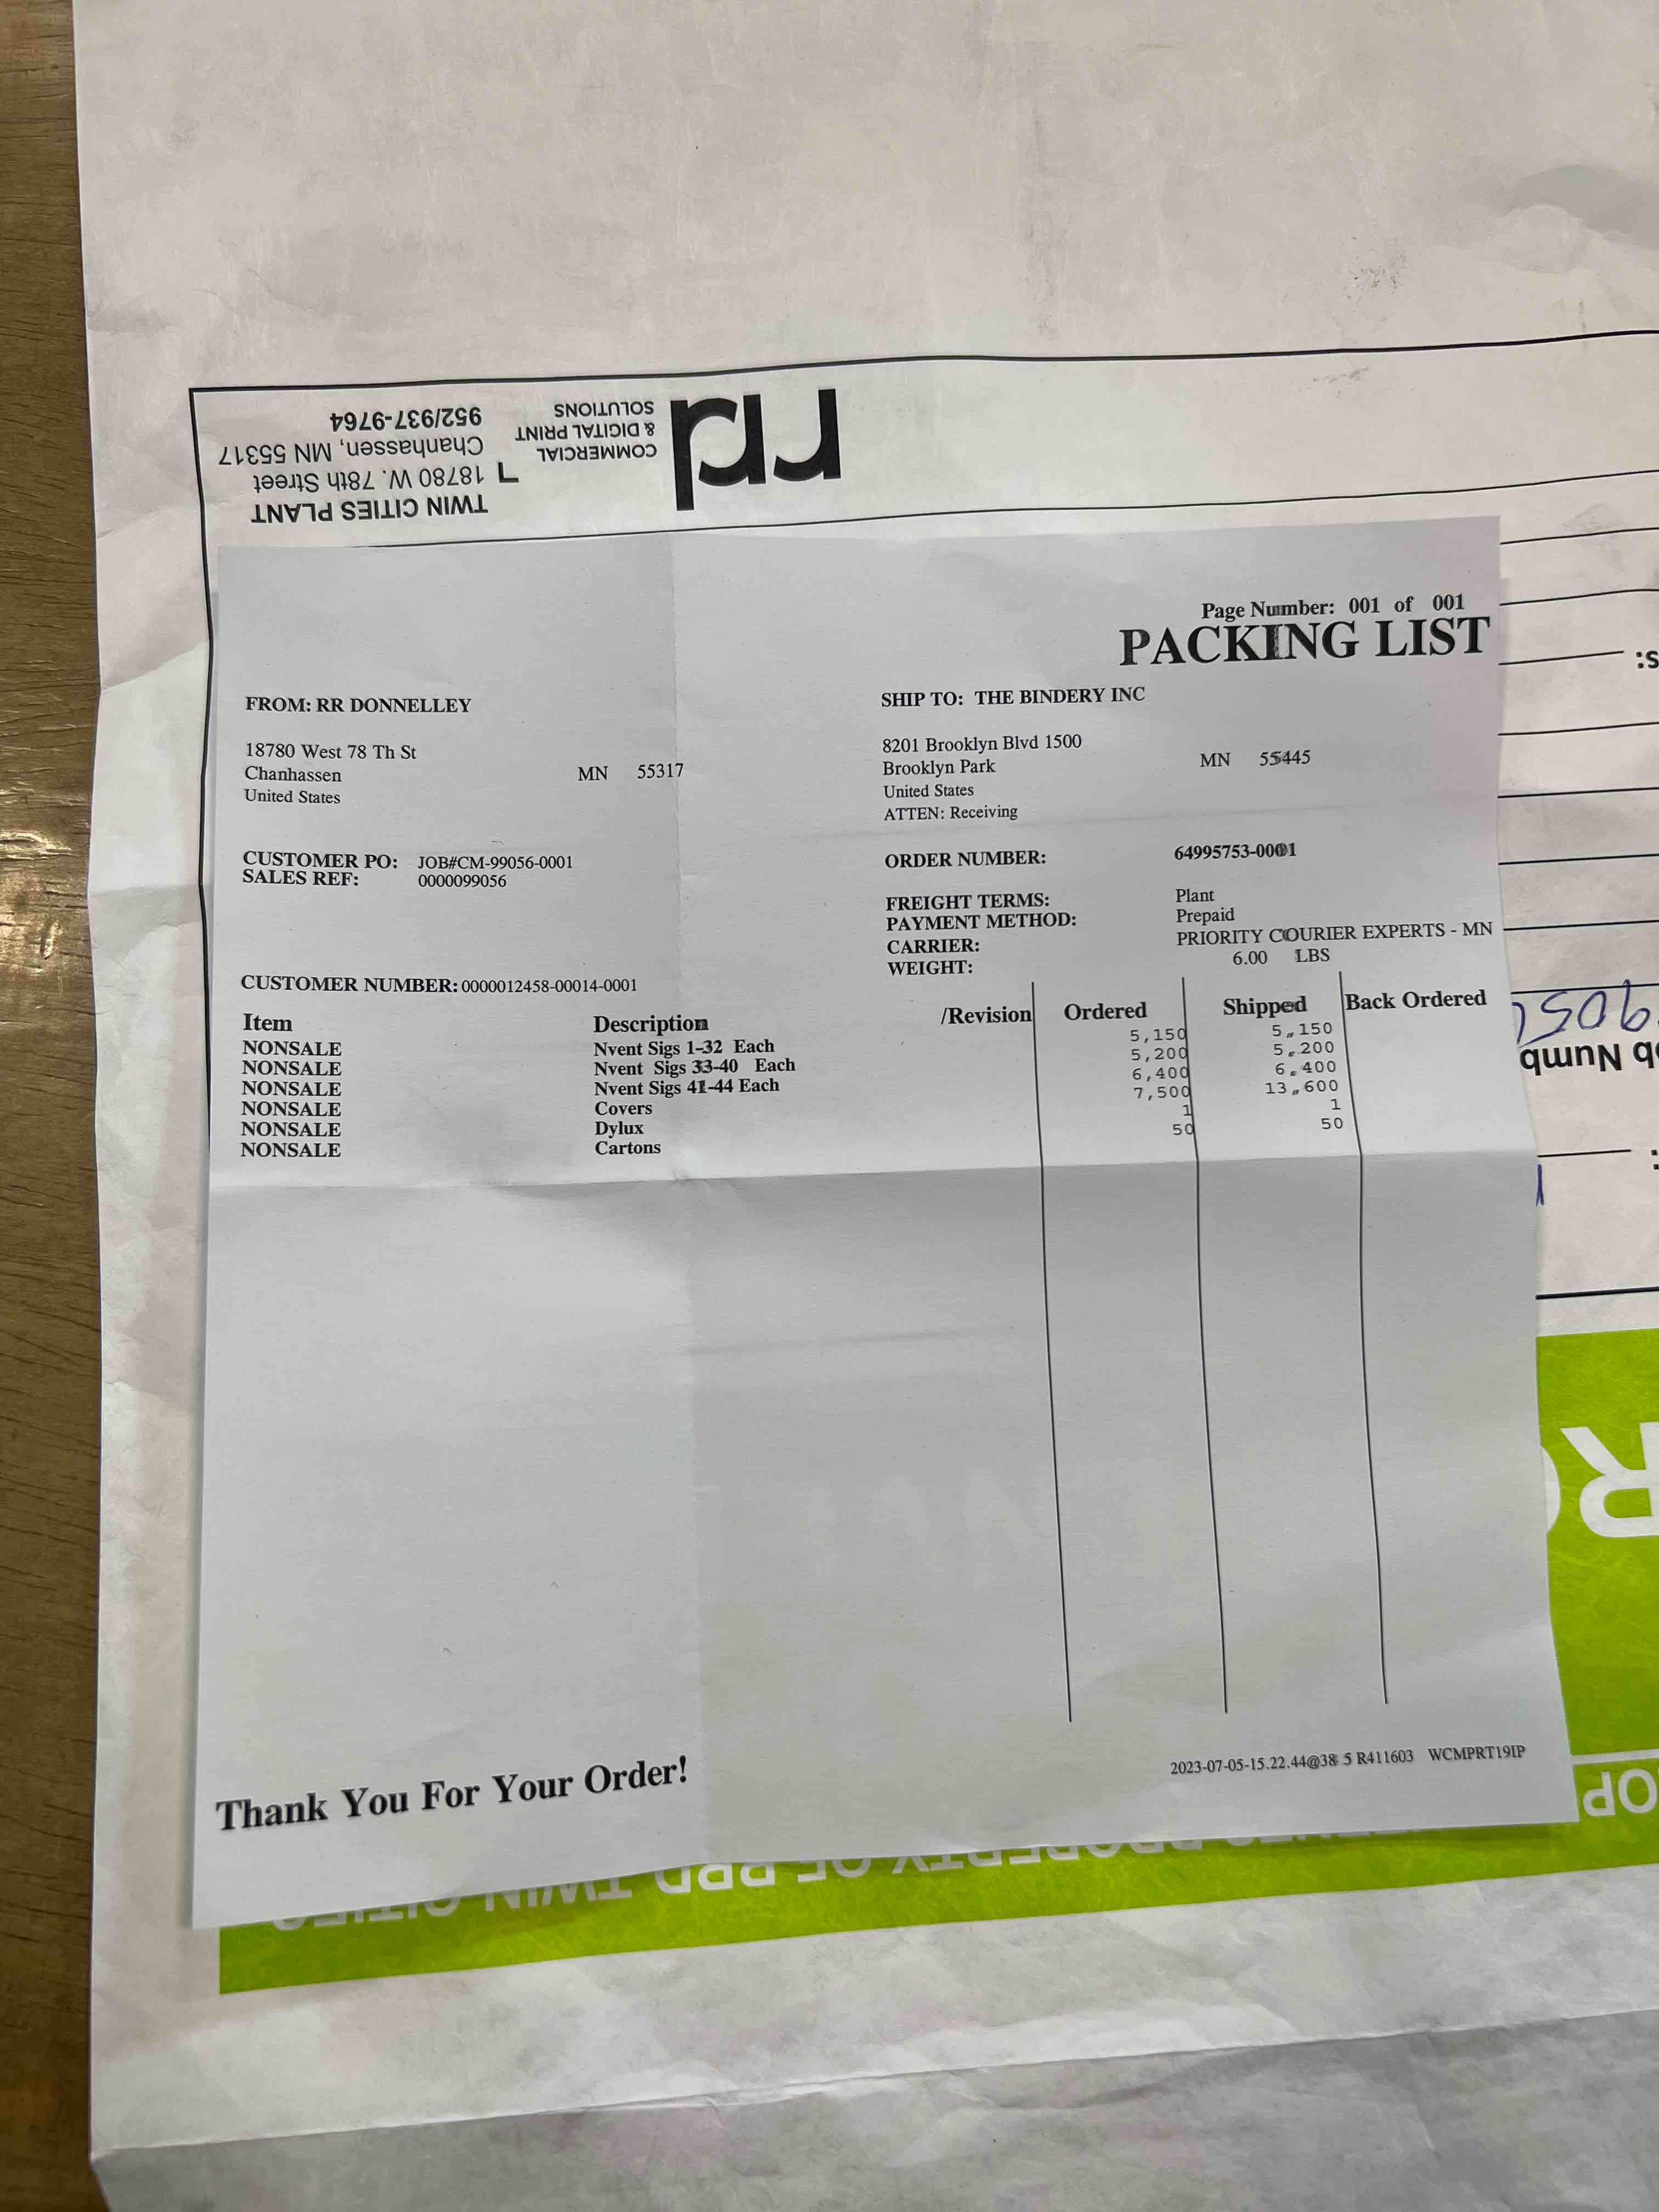 TWIN CITIES PLANT
18780 W. 78th Street
Chanhassen, MN 55317
952/937-9764
COMMERCIAL
& DIGITAL PRINT
SOLUTIONS
rrd
Page Number: 001 of 001
PACKING LIST
FROM: RR DONNELLEY
18780 West 78 Th St
Chanhassen MN 55317
United States
SHIP TO: THE BINDERY INC
8201 Brooklyn Blvd 1500
Brooklyn Park MN 55445
United States
ATTEN: Receiving
CUSTOMER PO: JOB#CM-99056-0001
SALES REF: 0000099056
ORDER NUMBER: 64995753-0001
FREIGHT TERMS: Plant
PAYMENT METHOD: Prepaid
CARRIER: PRIORITY COURIER EXPERTS - MN
WEIGHT: 6.00 LBS
CUSTOMER NUMBER: 0000012458-00014-0001
Item Description /Revision Ordered Shipped Back Ordered
NONSALE Nvent Sigs 1-32 Each 5,150 5,150
NONSALE Nvent Sigs 33-40 Each 5,200 5,200
NONSALE Nvent Sigs 41-44 Each 6,400 6,400
NONSALE Covers 7,500 13,600
NONSALE Dylux 1 1
NONSALE Cartons 50 50
Thank You For Your Order!
2023-07-05-15.22.44@38 5 R411603 WCMPRT19IP
PROPERTY OF RRD TWIN CITIES